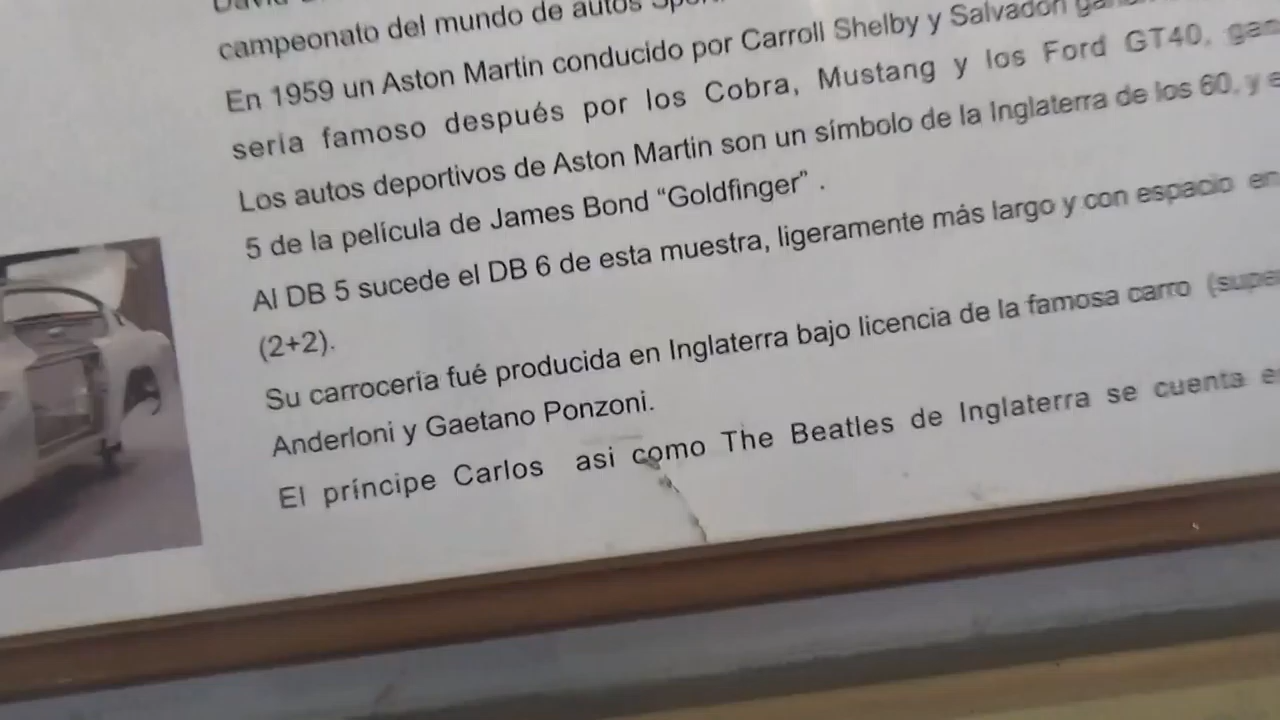 campeonato del mundo de autos
En 1959 un Aston Martin conducido por Carroll Shelby y Salvadori
sería famoso después por los Cobra, Mustang y los Ford GT40,
Los autos deportivos de Aston Martin son un símbolo de la Inglaterra de los 60, y
5 de la película de James Bond “Goldfinger” .
Al DB 5 sucede el DB 6 de esta muestra, ligeramente más largo y con espacio
(2+2).
Su carrocería fué producida en Inglaterra bajo licencia de la famosa carro
Anderloni y Gaetano Ponzoni.
El príncipe Carlos asi como The Beatles de Inglaterra se cuenta